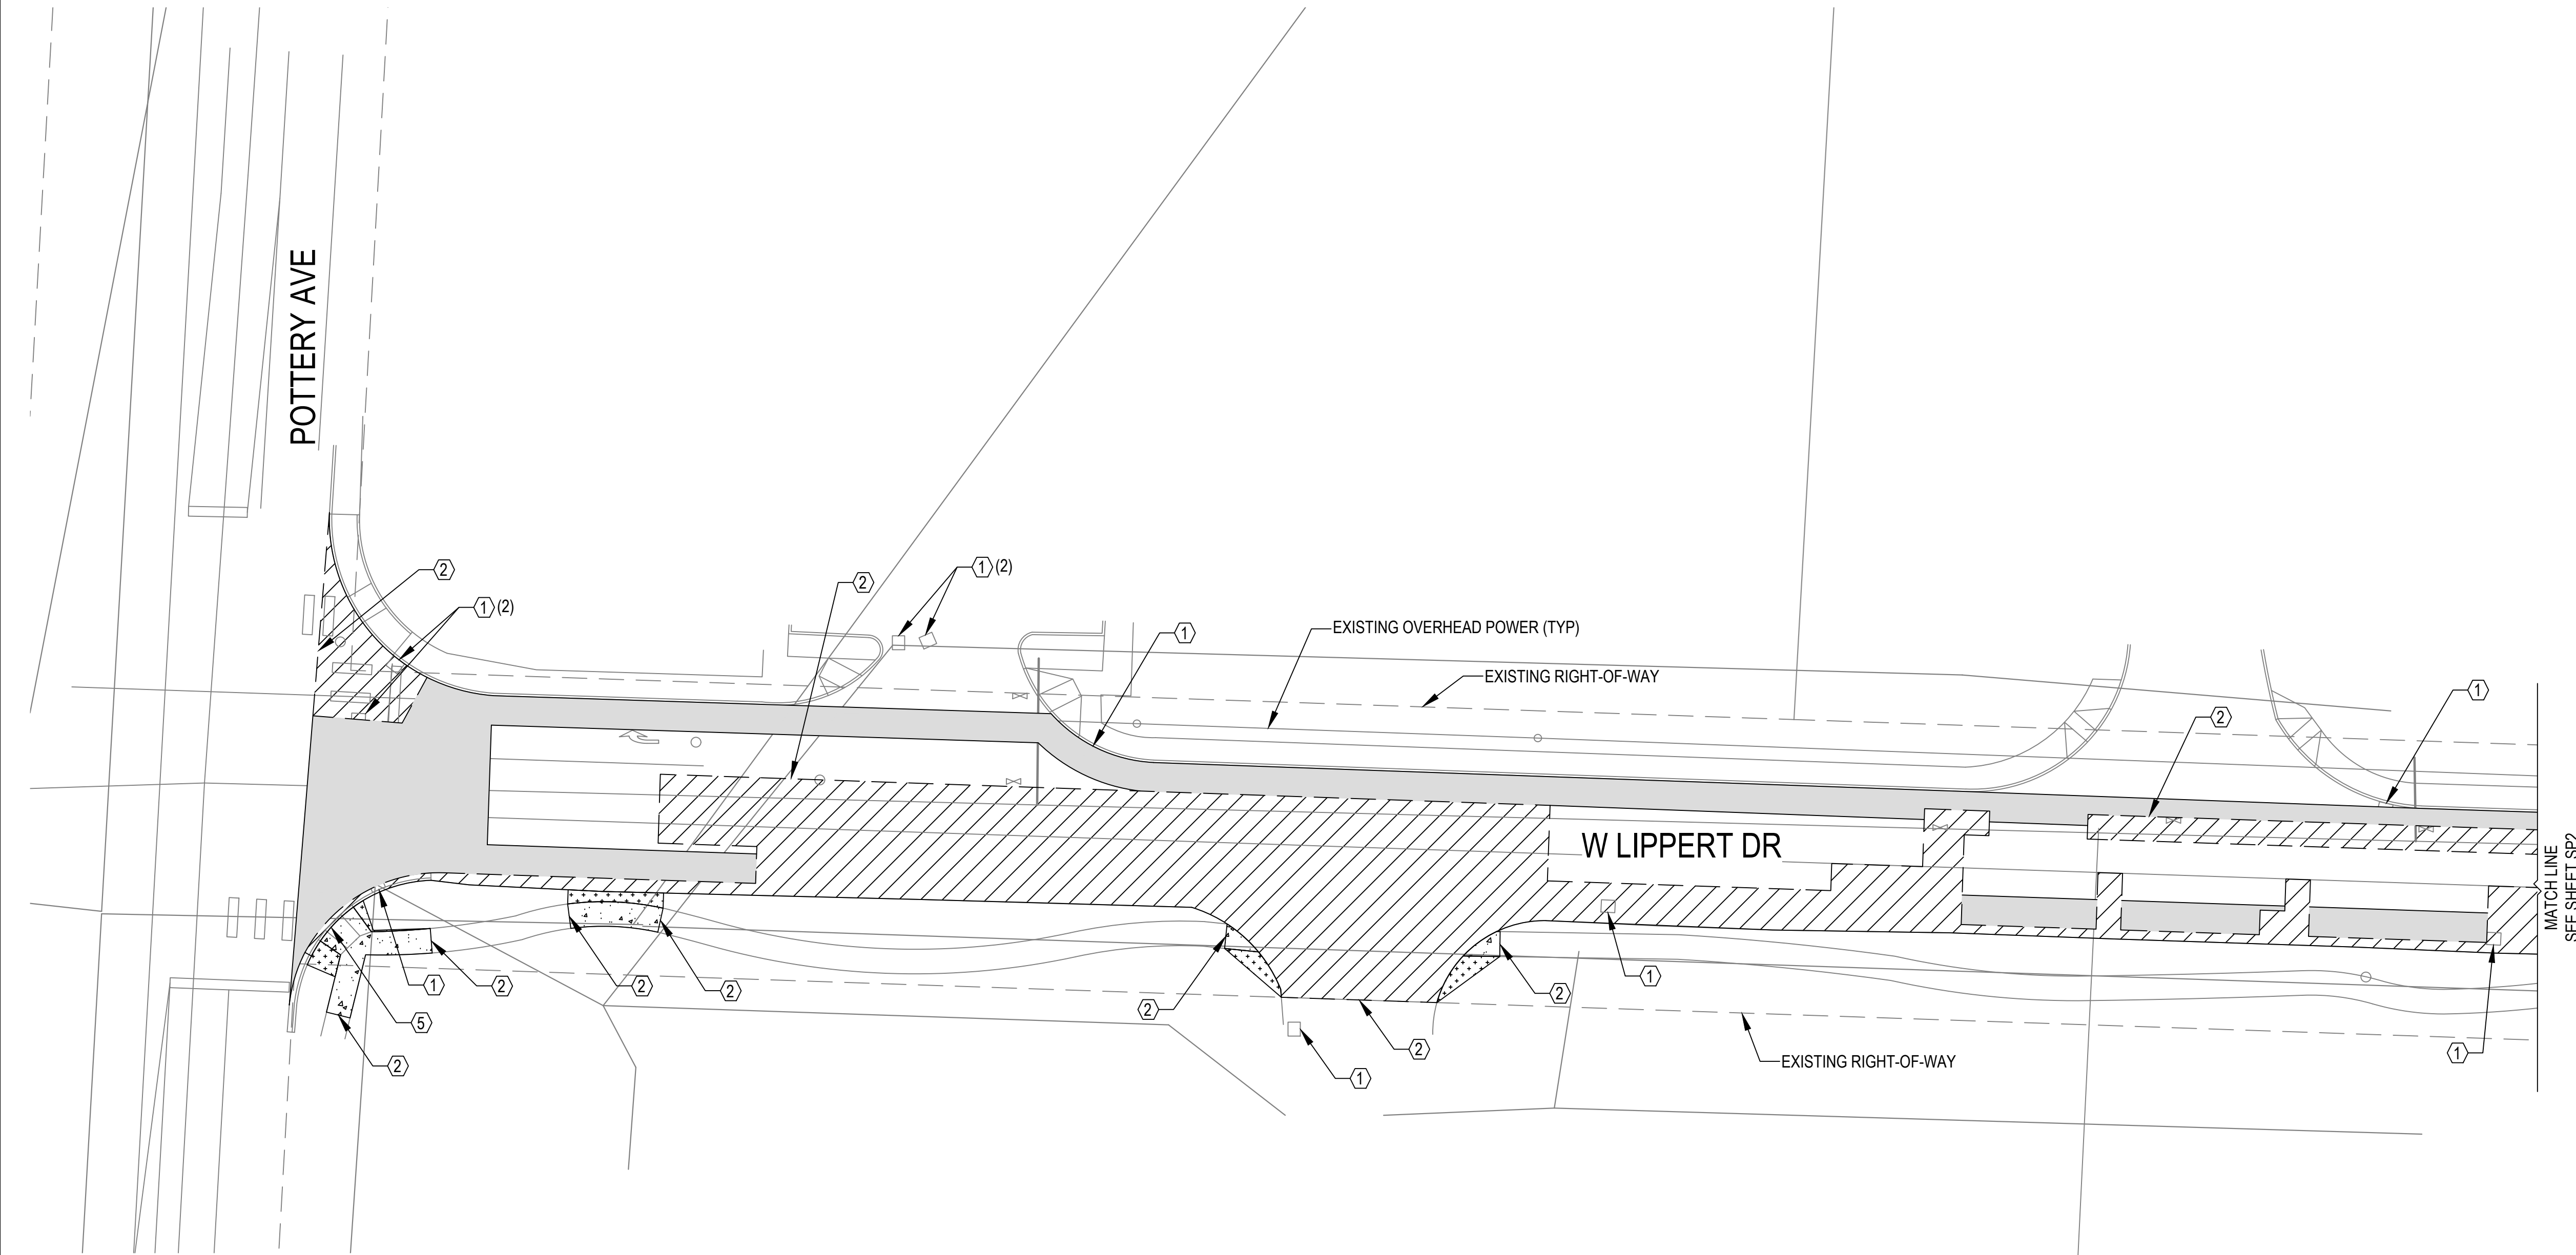 POTTERY AVE
2
1 (2)
2
1 (2)
1
EXISTING OVERHEAD POWER (TYP)
EXISTING RIGHT-OF-WAY
1
2
W LIPPERT DR
MATCH LINE
SEE SHEET SP2
1
2
2
2
5
2
2
2
1
2
1
EXISTING RIGHT-OF-WAY
1